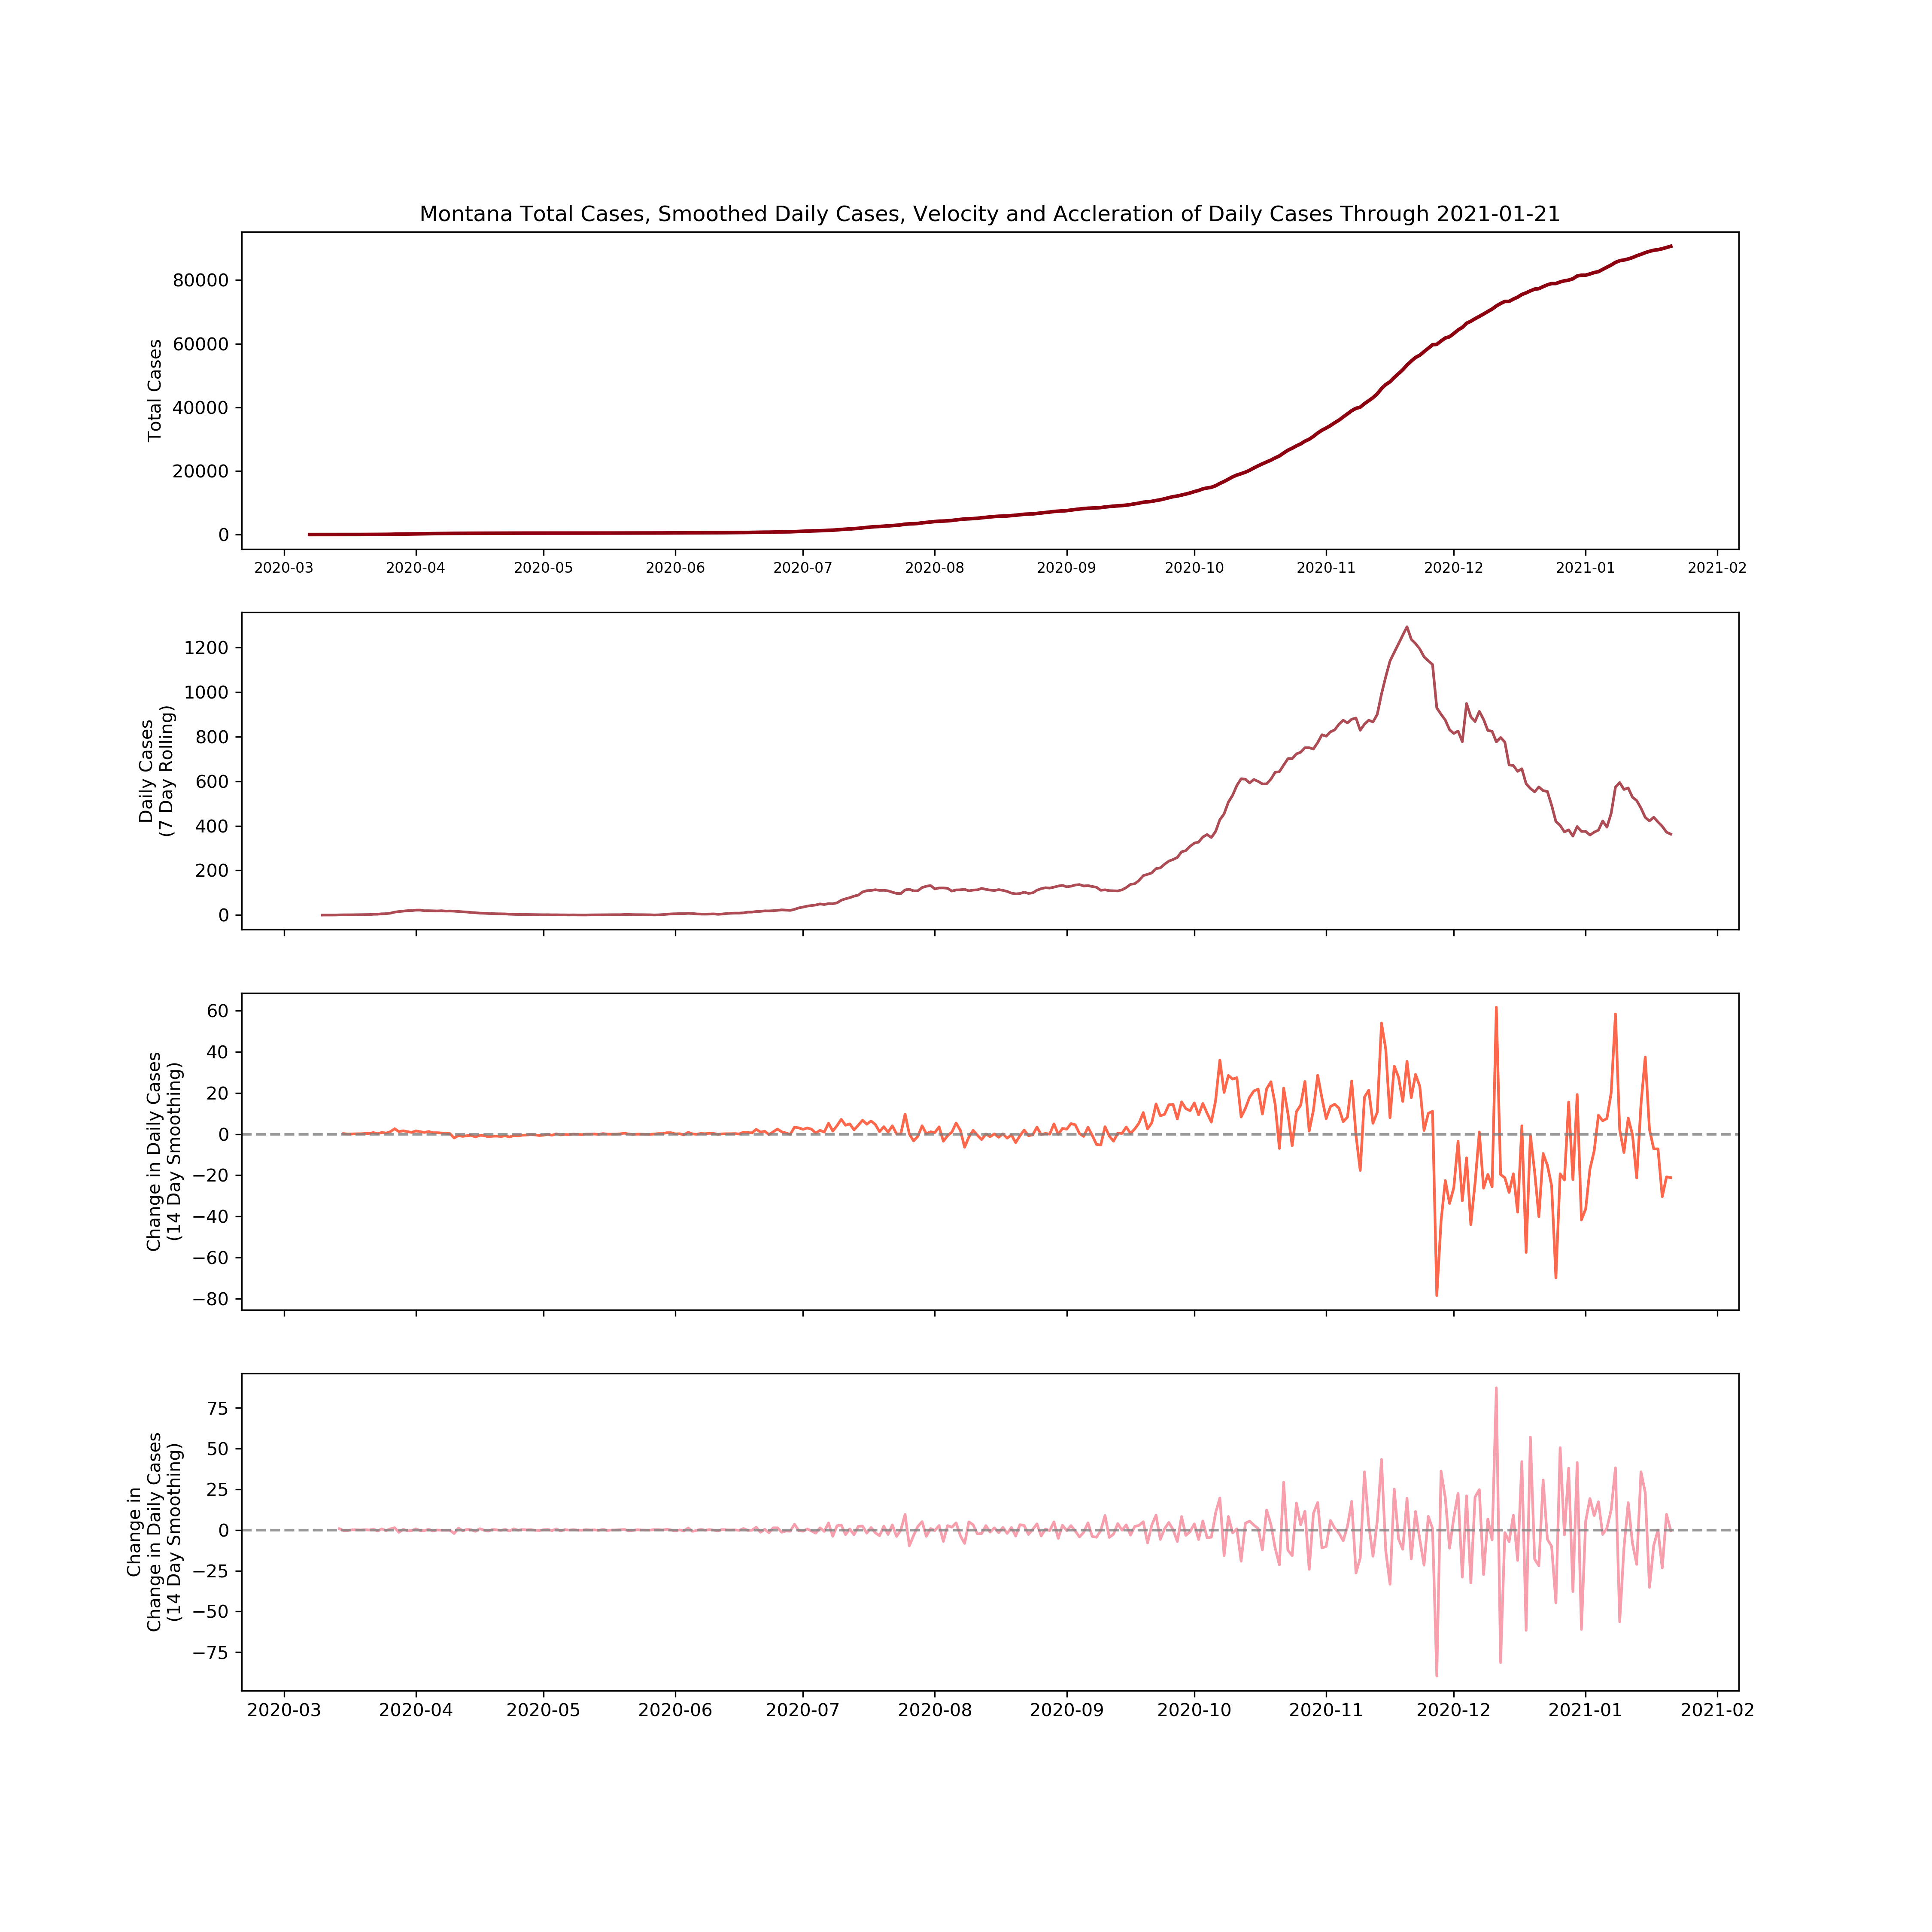 Montana Total Cases, Smoothed Daily Cases, Velocity and Accleration of Daily Cases Through 2021-01-21
Total Cases
80000
60000
40000
20000
0
2020-03 2020-04 2020-05 2020-06 2020-07 2020-08 2020-09 2020-10 2020-11 2020-12 2021-01 2021-02
Daily Cases
(7 Day Rolling)
1200
1000
800
600
400
200
0
Change in Daily Cases
(14 Day Smoothing)
60
40
20
0
−20
−40
−60
−80
Change in
Change in Daily Cases
(14 Day Smoothing)
75
50
25
0
−25
−50
−75
2020-03 2020-04 2020-05 2020-06 2020-07 2020-08 2020-09 2020-10 2020-11 2020-12 2021-01 2021-02